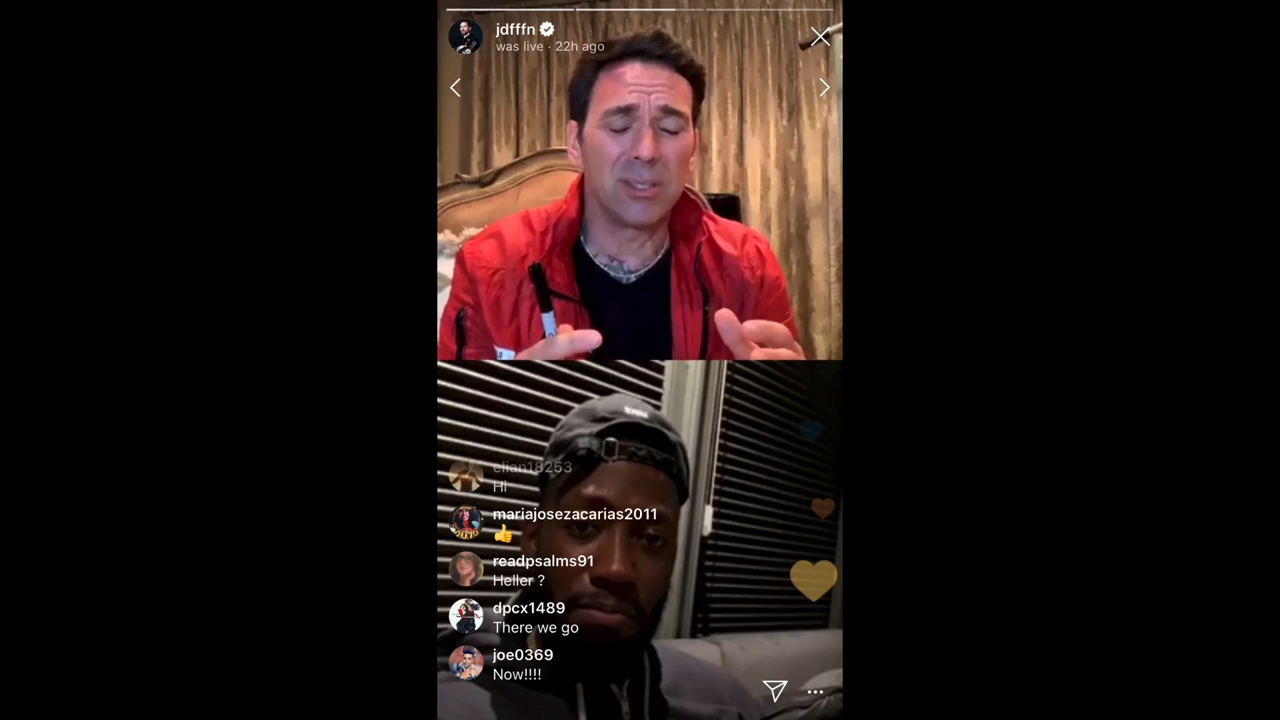 jdfffn
was live · 22h ago
elian18253
Hi
mariajosezacarias2011
👍
readpsalms91
Heller ?
dpcx1489
There we go
joe0369
Now!!!!